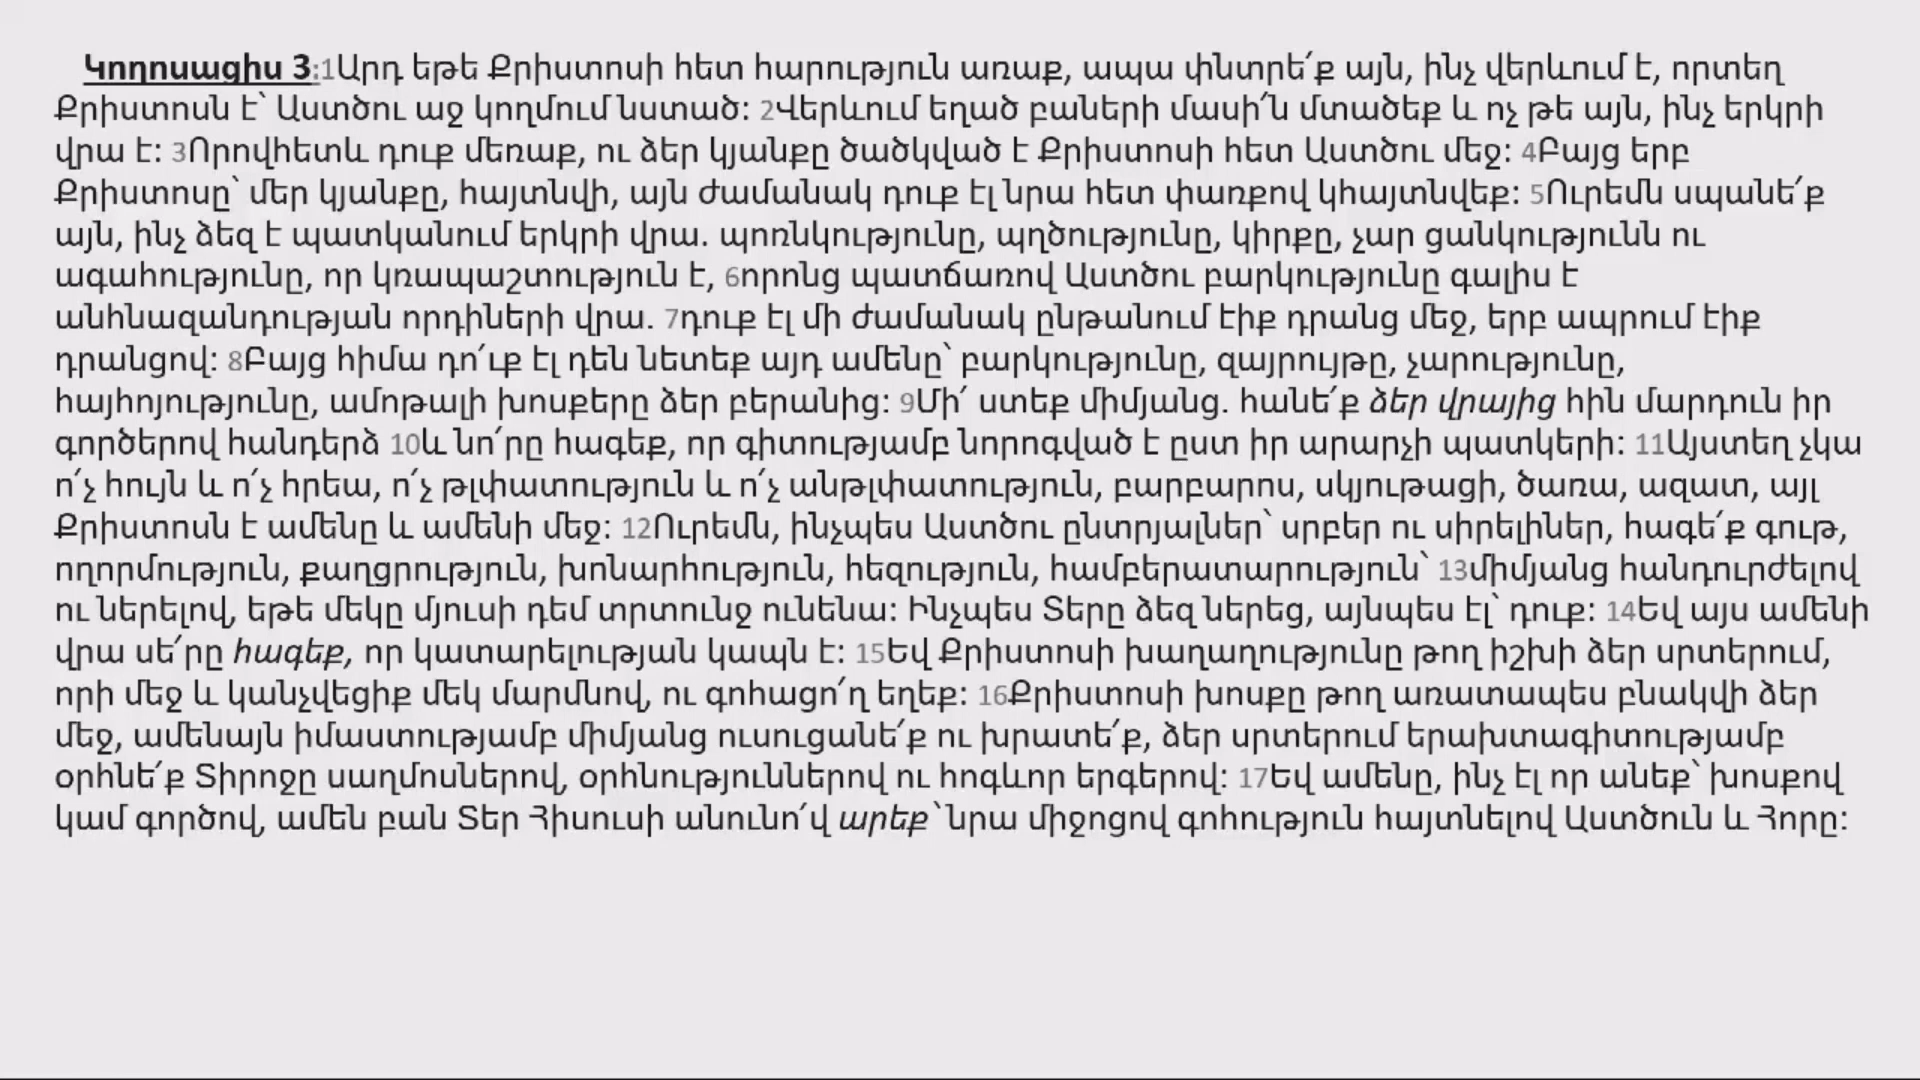 Կողոսացիս 3:1Արդ եթե Քրիստոսի հետ հարություն առաք, ապա փնտրե՛ք այն, ինչ վերևում է, որտեղ
Քրիստոսն է՝ Աստծու աջ կողմում նստած: 2Վերևում եղած բաների մասի՛ն մտածեք և ոչ թե այն, ինչ երկրի
վրա է: 3Որովհետև դուք մեռաք, ու ձեր կյանքը ծածկված է Քրիստոսի հետ Աստծու մեջ: 4Բայց երբ
Քրիստոսը՝ մեր կյանքը, հայտնվի, այն ժամանակ դուք էլ նրա հետ փառքով կհայտնվեք: 5Ուրեմն սպանե՛ք
այն, ինչ ձեզ է պատկանում երկրի վրա. պոռնկությունը, պղծությունը, կիրքը, չար ցանկությունն ու
ագահությունը, որ կռապաշտություն է, 6որոնց պատճառով Աստծու բարկությունը գալիս է
անհնազանդության որդիների վրա. 7դուք էլ մի ժամանակ ընթանում էիք դրանց մեջ, երբ ապրում էիք
դրանցով: 8Բայց հիմա դո՛ւք էլ դեն նետեք այդ ամենը՝ բարկությունը, զայրույթը, չարությունը,
հայհոյությունը, ամոթալի խոսքերը ձեր բերանից: 9Մի՛ ստեք միմյանց. հանե՛ք ձեր վրայից հին մարդուն իր
գործերով հանդերձ 10և նո՛րը հագեք, որ գիտությամբ նորոգված է ըստ իր արարչի պատկերի: 11Այստեղ չկա
ո՛չ հույն և ո՛չ հրեա, ո՛չ թլփատություն և ո՛չ անթլփատություն, բարբարոս, սկյութացի, ծառա, ազատ, այլ
Քրիստոսն է ամենը և ամենի մեջ: 12Ուրեմն, ինչպես Աստծու ընտրյալներ՝ սրբեր ու սիրելիներ, հագե՛ք գութ,
ողորմություն, քաղցրություն, խոնարհություն, հեզություն, համբերատարություն՝ 13միմյանց հանդուրժելով
ու ներելով, եթե մեկը մյուսի դեմ տրտունջ ունենա: Ինչպես Տերը ձեզ ներեց, այնպես էլ՝ դուք: 14Եվ այս ամենի
վրա սե՛րը հագեք, որ կատարելության կապն է: 15Եվ Քրիստոսի խաղաղությունը թող իշխի ձեր սրտերում,
որի մեջ և կանչվեցիք մեկ մարմնով, ու գոհացո՛ղ եղեք: 16Քրիստոսի խոսքը թող առատապես բնակվի ձեր
մեջ, ամենայն իմաստությամբ միմյանց ուսուցանե՛ք ու խրատե՛ք, ձեր սրտերում երախտագիտությամբ
օրհնե՛ք Տիրոջը սաղմոսներով, օրհնություններով ու հոգևոր երգերով: 17Եվ ամենը, ինչ էլ որ անեք՝ խոսքով
կամ գործով, ամեն բան Տեր Հիսուսի անունո՛վ արեք՝ նրա միջոցով գոհություն հայտնելով Աստծուն և Հորը: